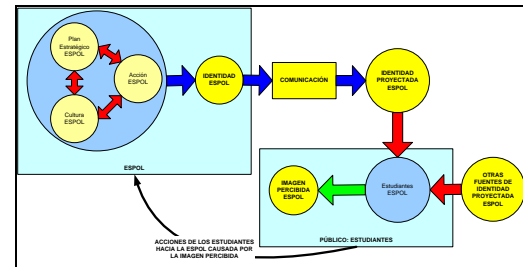 Plan
Estratégico
ESPOL
Acción
ESPOL
Cultura
ESPOL
IDENTIDAD
ESPOL
COMUNICACIÓN
IDENTIDAD
PROYECTADA
ESPOL
ESPOL
IMAGEN
PERCIBIDA
ESPOL
Estudiantes
ESPOL
OTRAS
FUENTES DE
IDENTIDAD
PROYECTADA
ESPOL
PÚBLICO: ESTUDIANTES
ACCIONES DE LOS ESTUDIANTES
HACIA LA ESPOL CAUSADA POR
LA IMAGEN PERCIBIDA